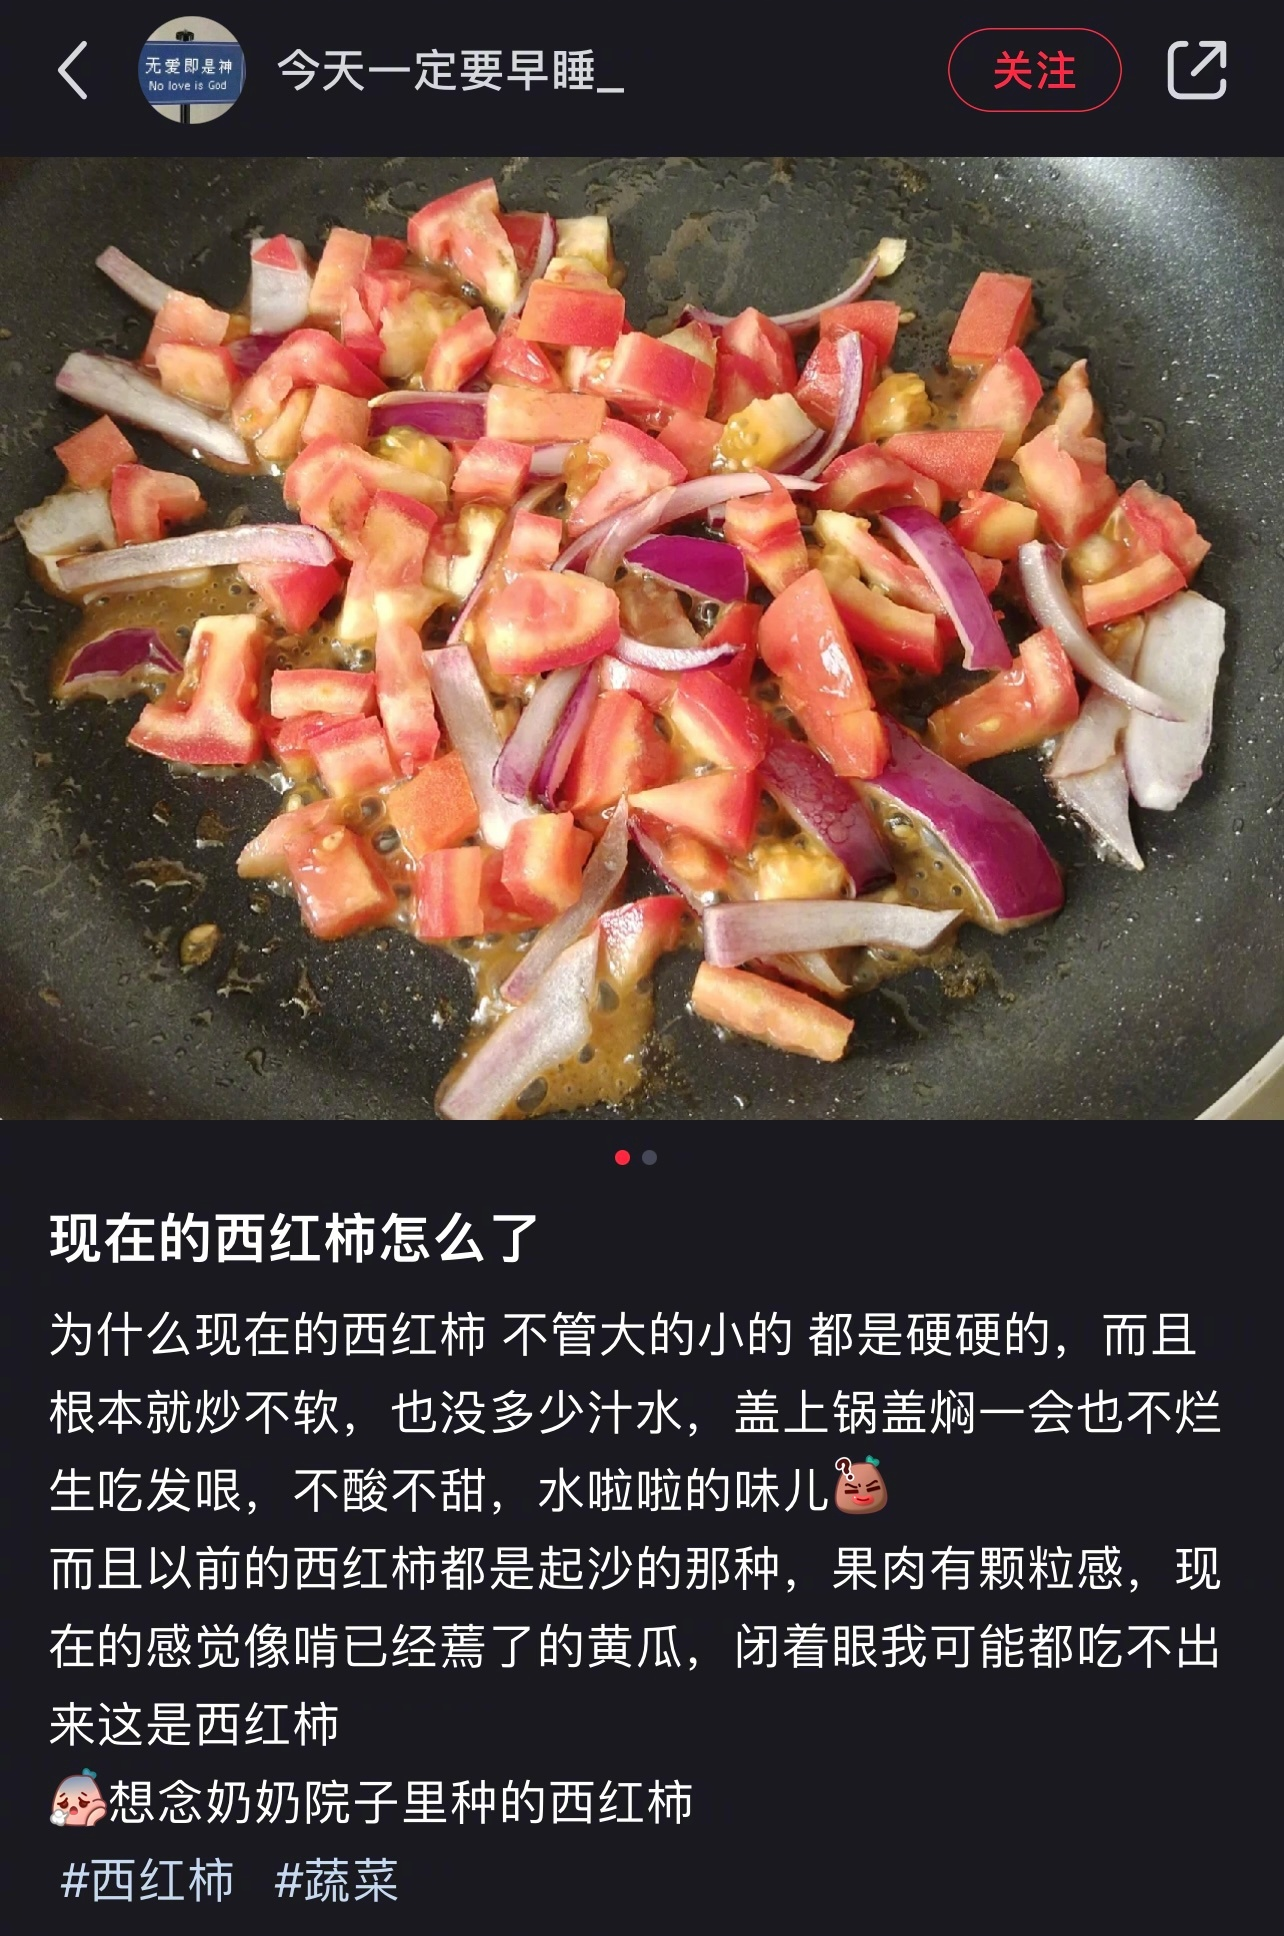 无爱即是神
No love is God
今天一定要早睡_
关注
现在的西红柿怎么了
为什么现在的西红柿 不管大的小的 都是硬硬的，而且
根本就炒不软，也没多少汁水，盖上锅盖焖一会也不烂
生吃发哏，不酸不甜，水啦啦的味儿
而且以前的西红柿都是起沙的那种，果肉有颗粒感，现
在的感觉像啃已经蔫了的黄瓜，闭着眼我可能都吃不出
来这是西红柿
想念奶奶院子里种的西红柿
#西红柿 #蔬菜